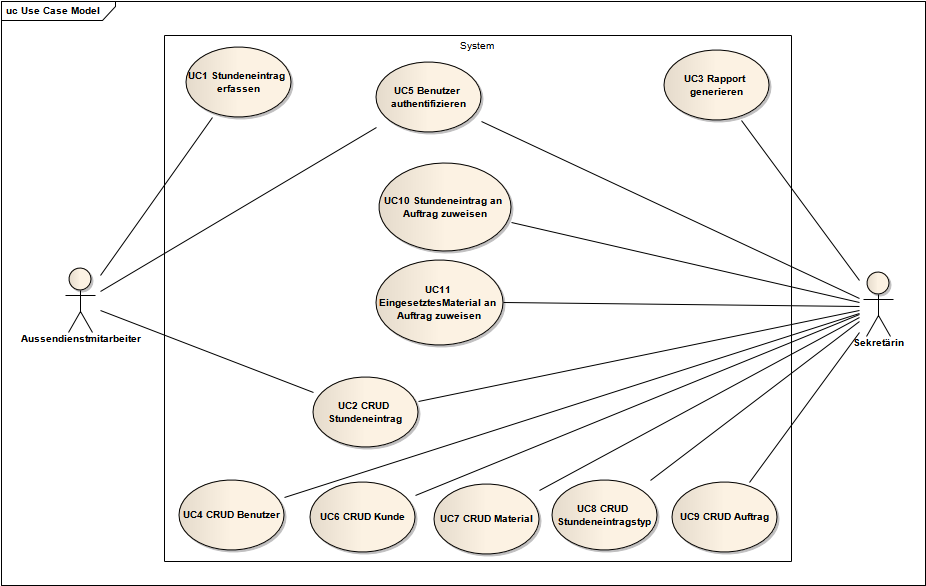 uc Use Case Model
System
UC1 Stundeneintrag
erfassen
UC5 Benutzer
authentifizieren
UC3 Rapport
generieren
UC10 Stundeneintrag an
Auftrag zuweisen
UC11
EingesetztesMaterial an
Auftrag zuweisen
Aussendienstmitarbeiter
Sekretärin
UC2 CRUD
Stundeneintrag
UC4 CRUD Benutzer
UC6 CRUD Kunde
UC7 CRUD Material
UC8 CRUD
Stundeneintragstyp
UC9 CRUD Auftrag